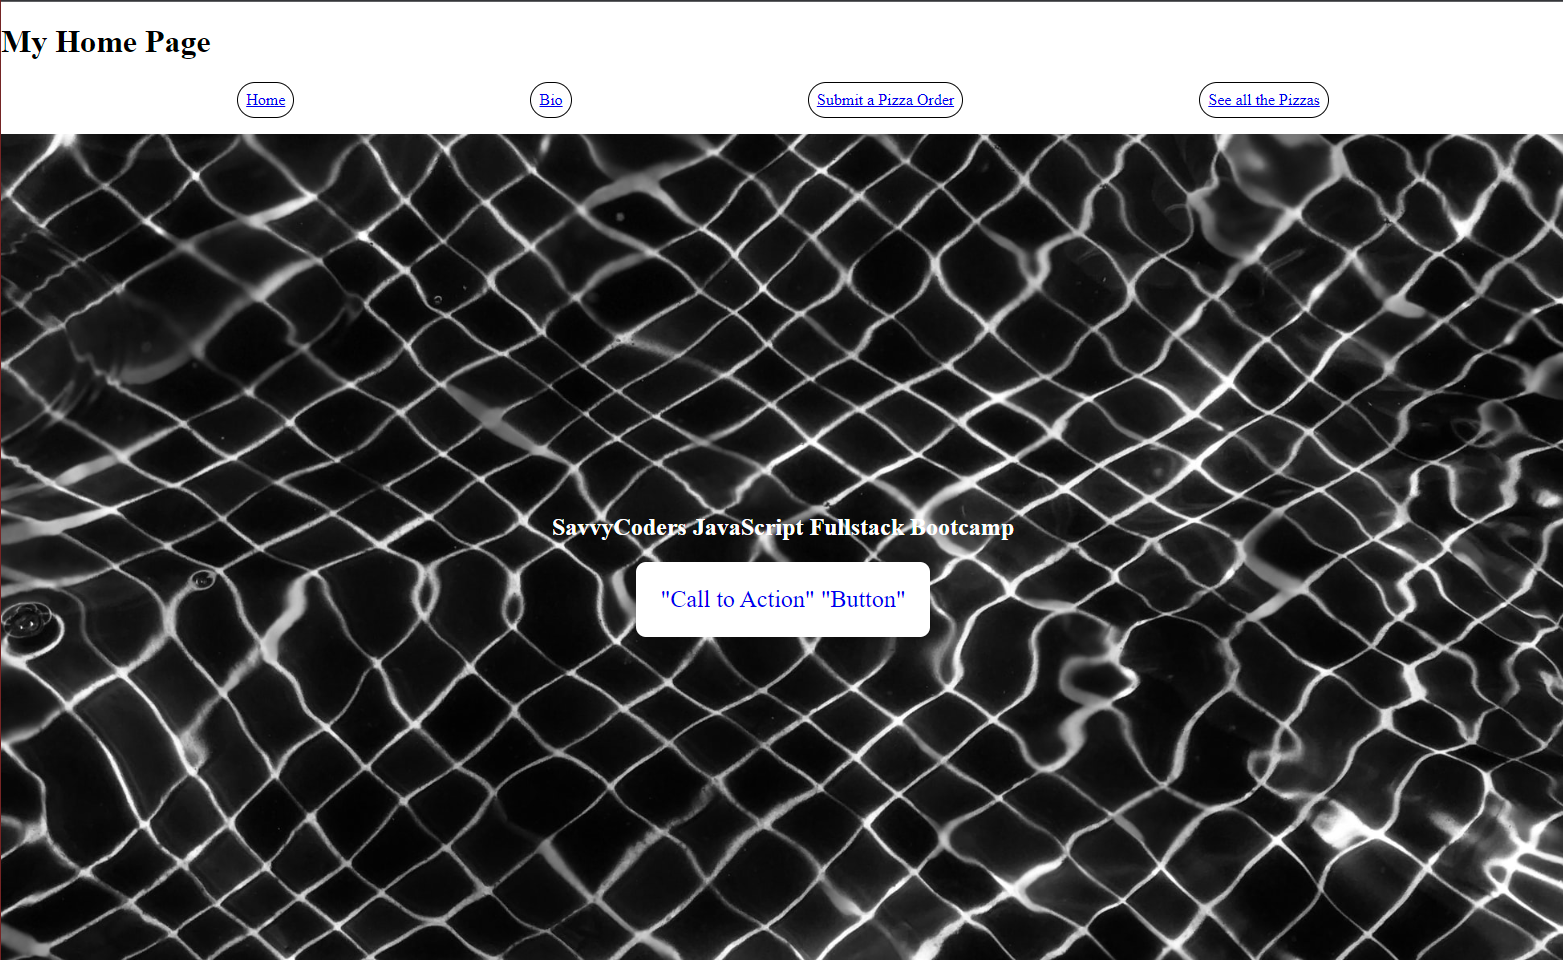 My Home Page
Home
Bio
Submit a Pizza Order
See all the Pizzas
SavvyCoders JavaScript Fullstack Bootcamp
"Call to Action" "Button"